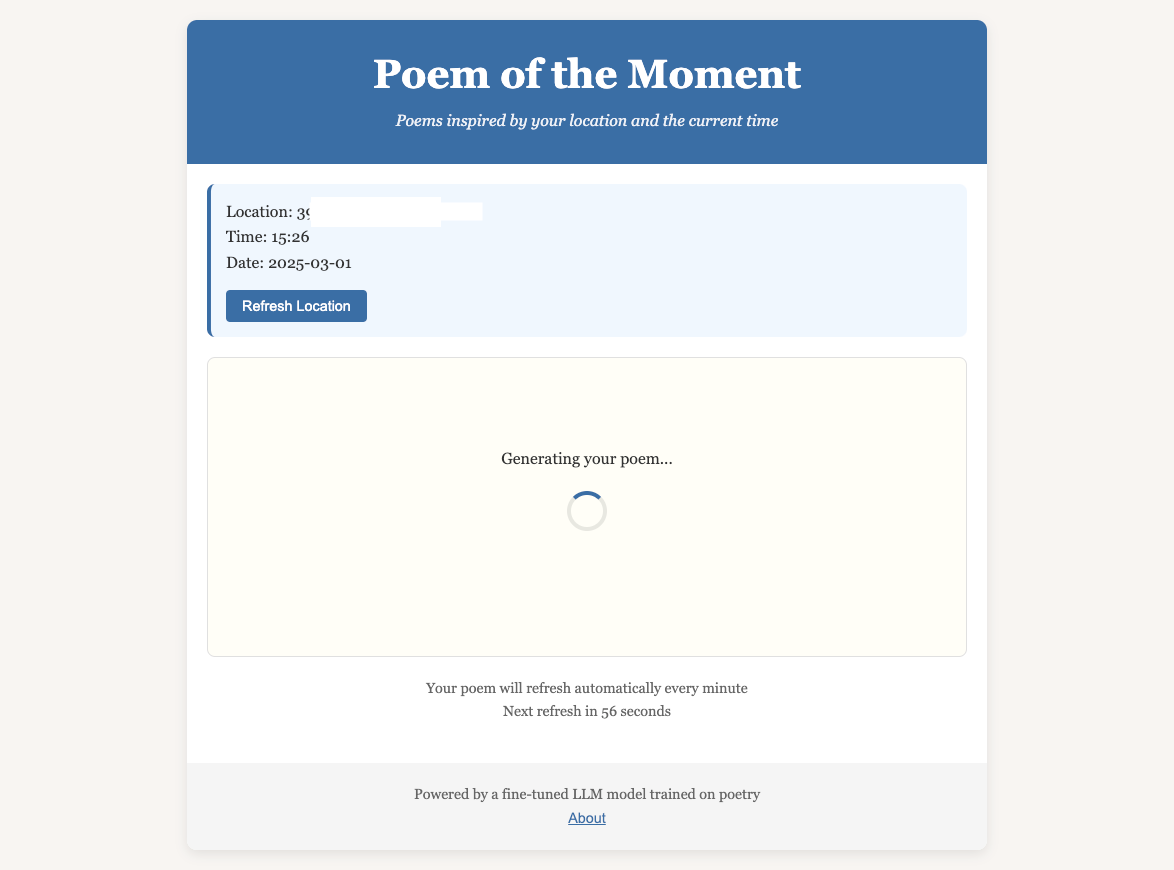 Poem of the Moment
Poems inspired by your location and the current time
Location: 39
Time: 15:26
Date: 2025-03-01
Refresh Location
Generating your poem...
Your poem will refresh automatically every minute
Next refresh in 56 seconds
Powered by a fine-tuned LLM model trained on poetry
About